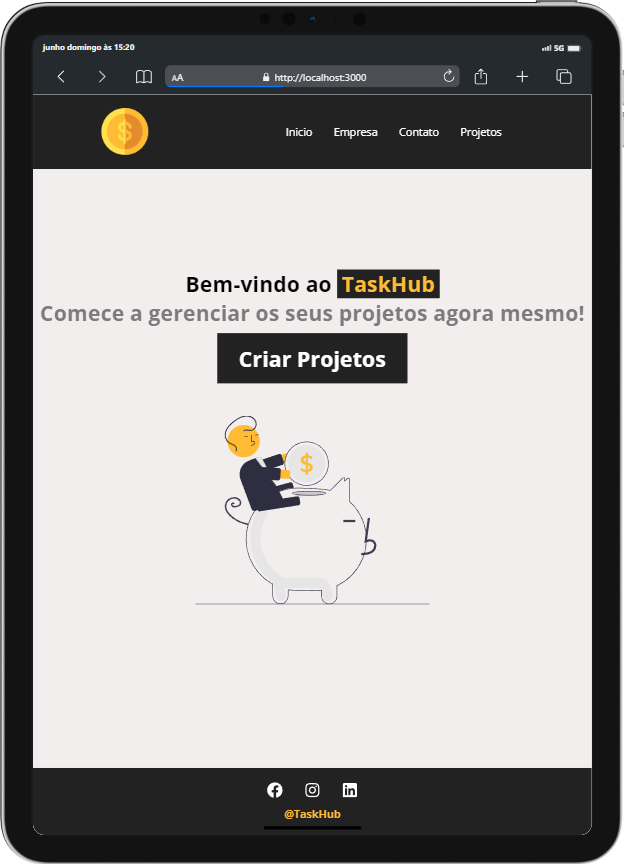 junho domingo às 15:20
5G
AA
http://localhost:3000
$
Inicio Empresa Contato Projetos
Bem-vindo ao TaskHub
Comece a gerenciar os seus projetos agora mesmo!
Criar Projetos
$
@TaskHub